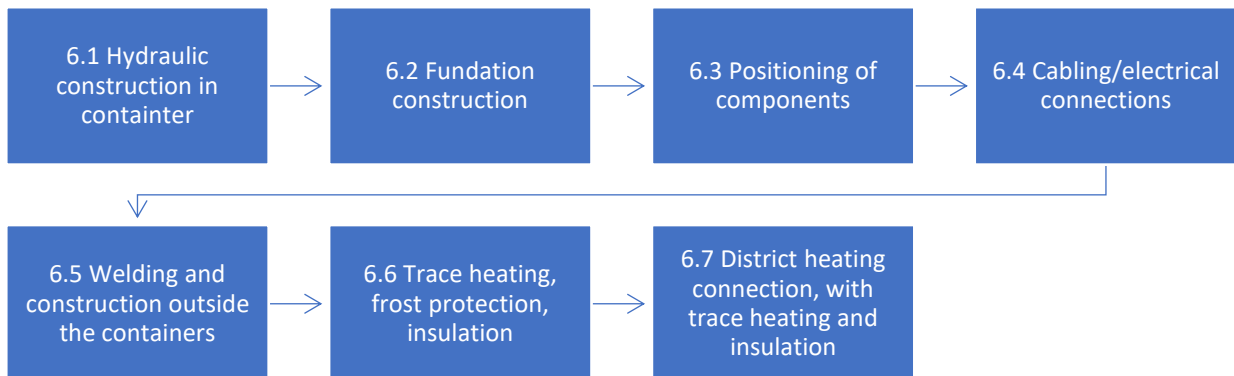 6.1 Hydraulic
construction in
containter
6.2 Fundation
construction
6.3 Positioning of
components
6.4 Cabling/electrical
connections
6.5 Welding and
construction outside
the containers
6.6 Trace heating,
frost protection,
insulation
6.7 District heating
connection, with
trace heating and
insulation